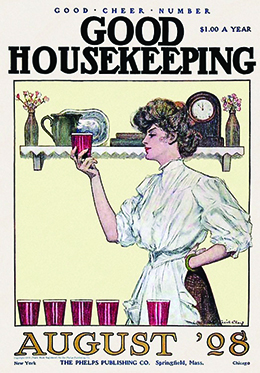 GOOD · CHEER · NUMBER
GOOD
$1.00 A YEAR
HOUSEKEEPING
AUGUST '08
New York
THE PHELPS PUBLISHING CO.
Springfield, Mass.
Chicago